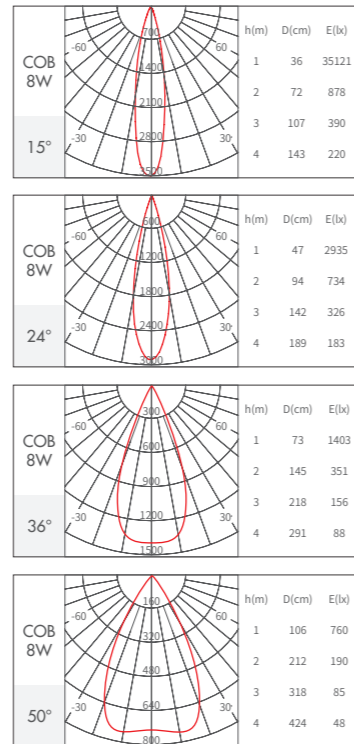 COB
8W
15°
-60
-30
700
1400
2100
2800
3500
60
30
h(m) D(cm) E(lx)
1 36 35121
2 72 878
3 107 390
4 143 220
COB
8W
24°
-60
-30
600
1200
1800
2400
3000
60
30
h(m) D(cm) E(lx)
1 47 2935
2 94 734
3 142 326
4 189 183
COB
8W
36°
-60
-30
300
600
900
1200
1500
60
30
h(m) D(cm) E(lx)
1 73 1403
2 145 351
3 218 156
4 291 88
COB
8W
50°
-60
-30
160
320
480
640
800
60
30
h(m) D(cm) E(lx)
1 106 760
2 212 190
3 318 85
4 424 48